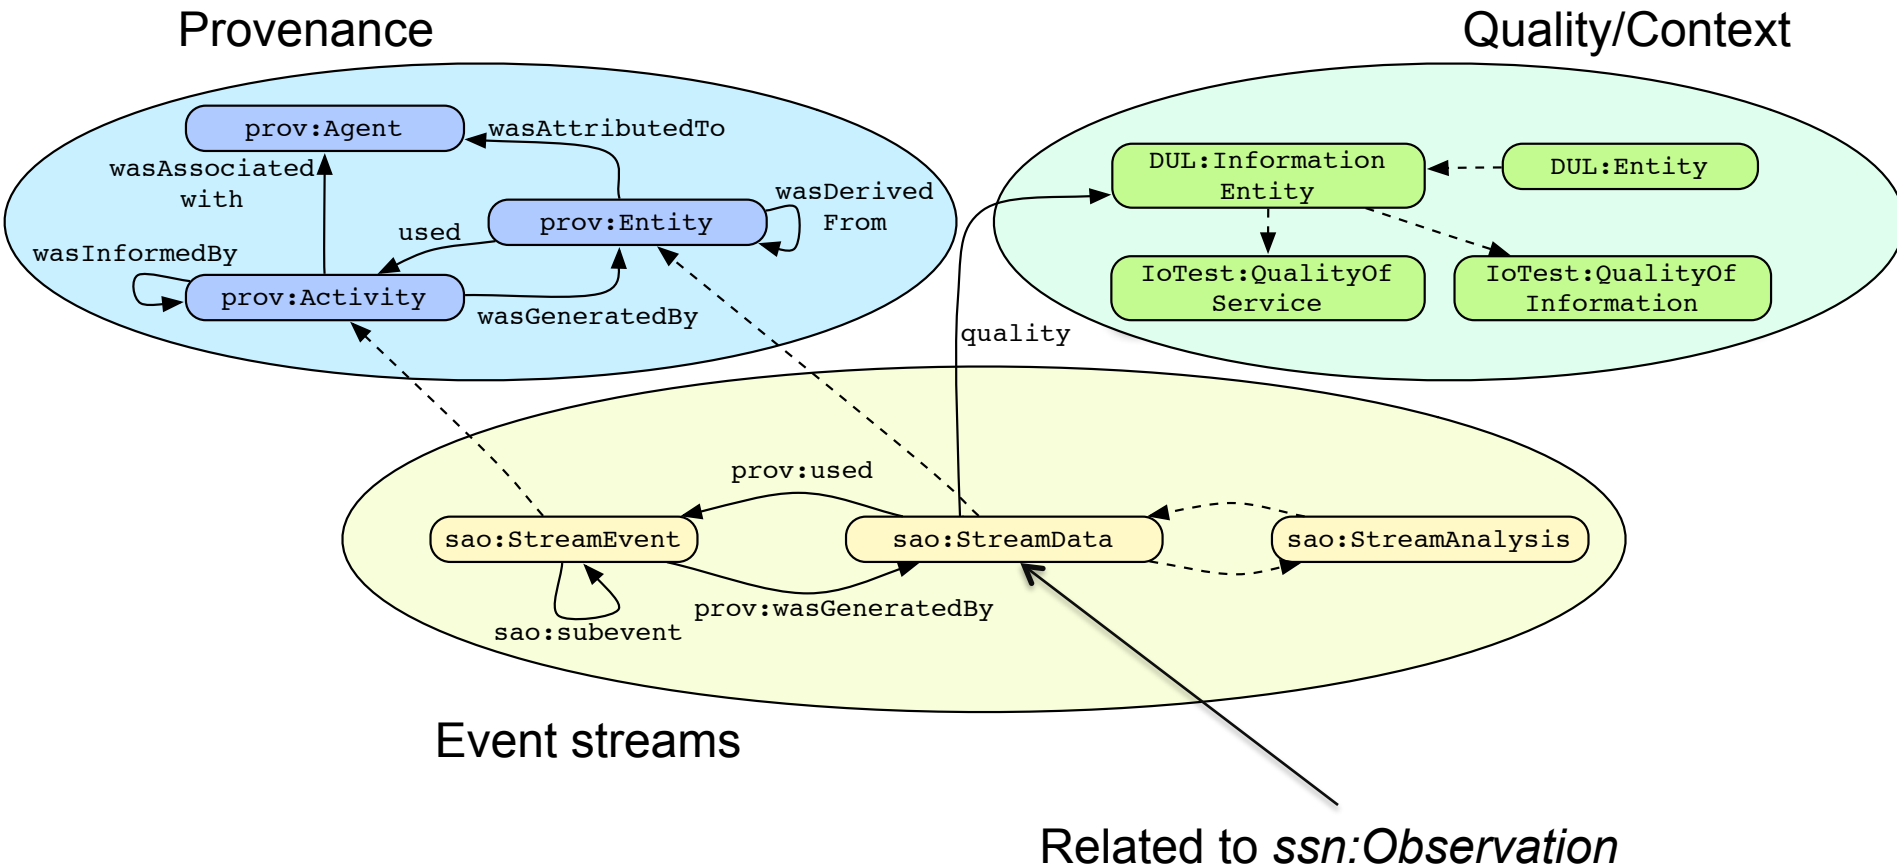 Provenance
Quality/Context
prov:Agent
wasAttributedTo
wasAssociated
with
wasDerived
From
prov:Entity
used
wasInformedBy
prov:Activity
wasGeneratedBy
DUL:Information
Entity
DUL:Entity
IoTest:QualityOf
Service
IoTest:QualityOf
Information
quality
prov:used
sao:StreamEvent
sao:StreamData
sao:StreamAnalysis
prov:wasGeneratedBy
sao:subevent
Event streams
Related to ssn:Observation